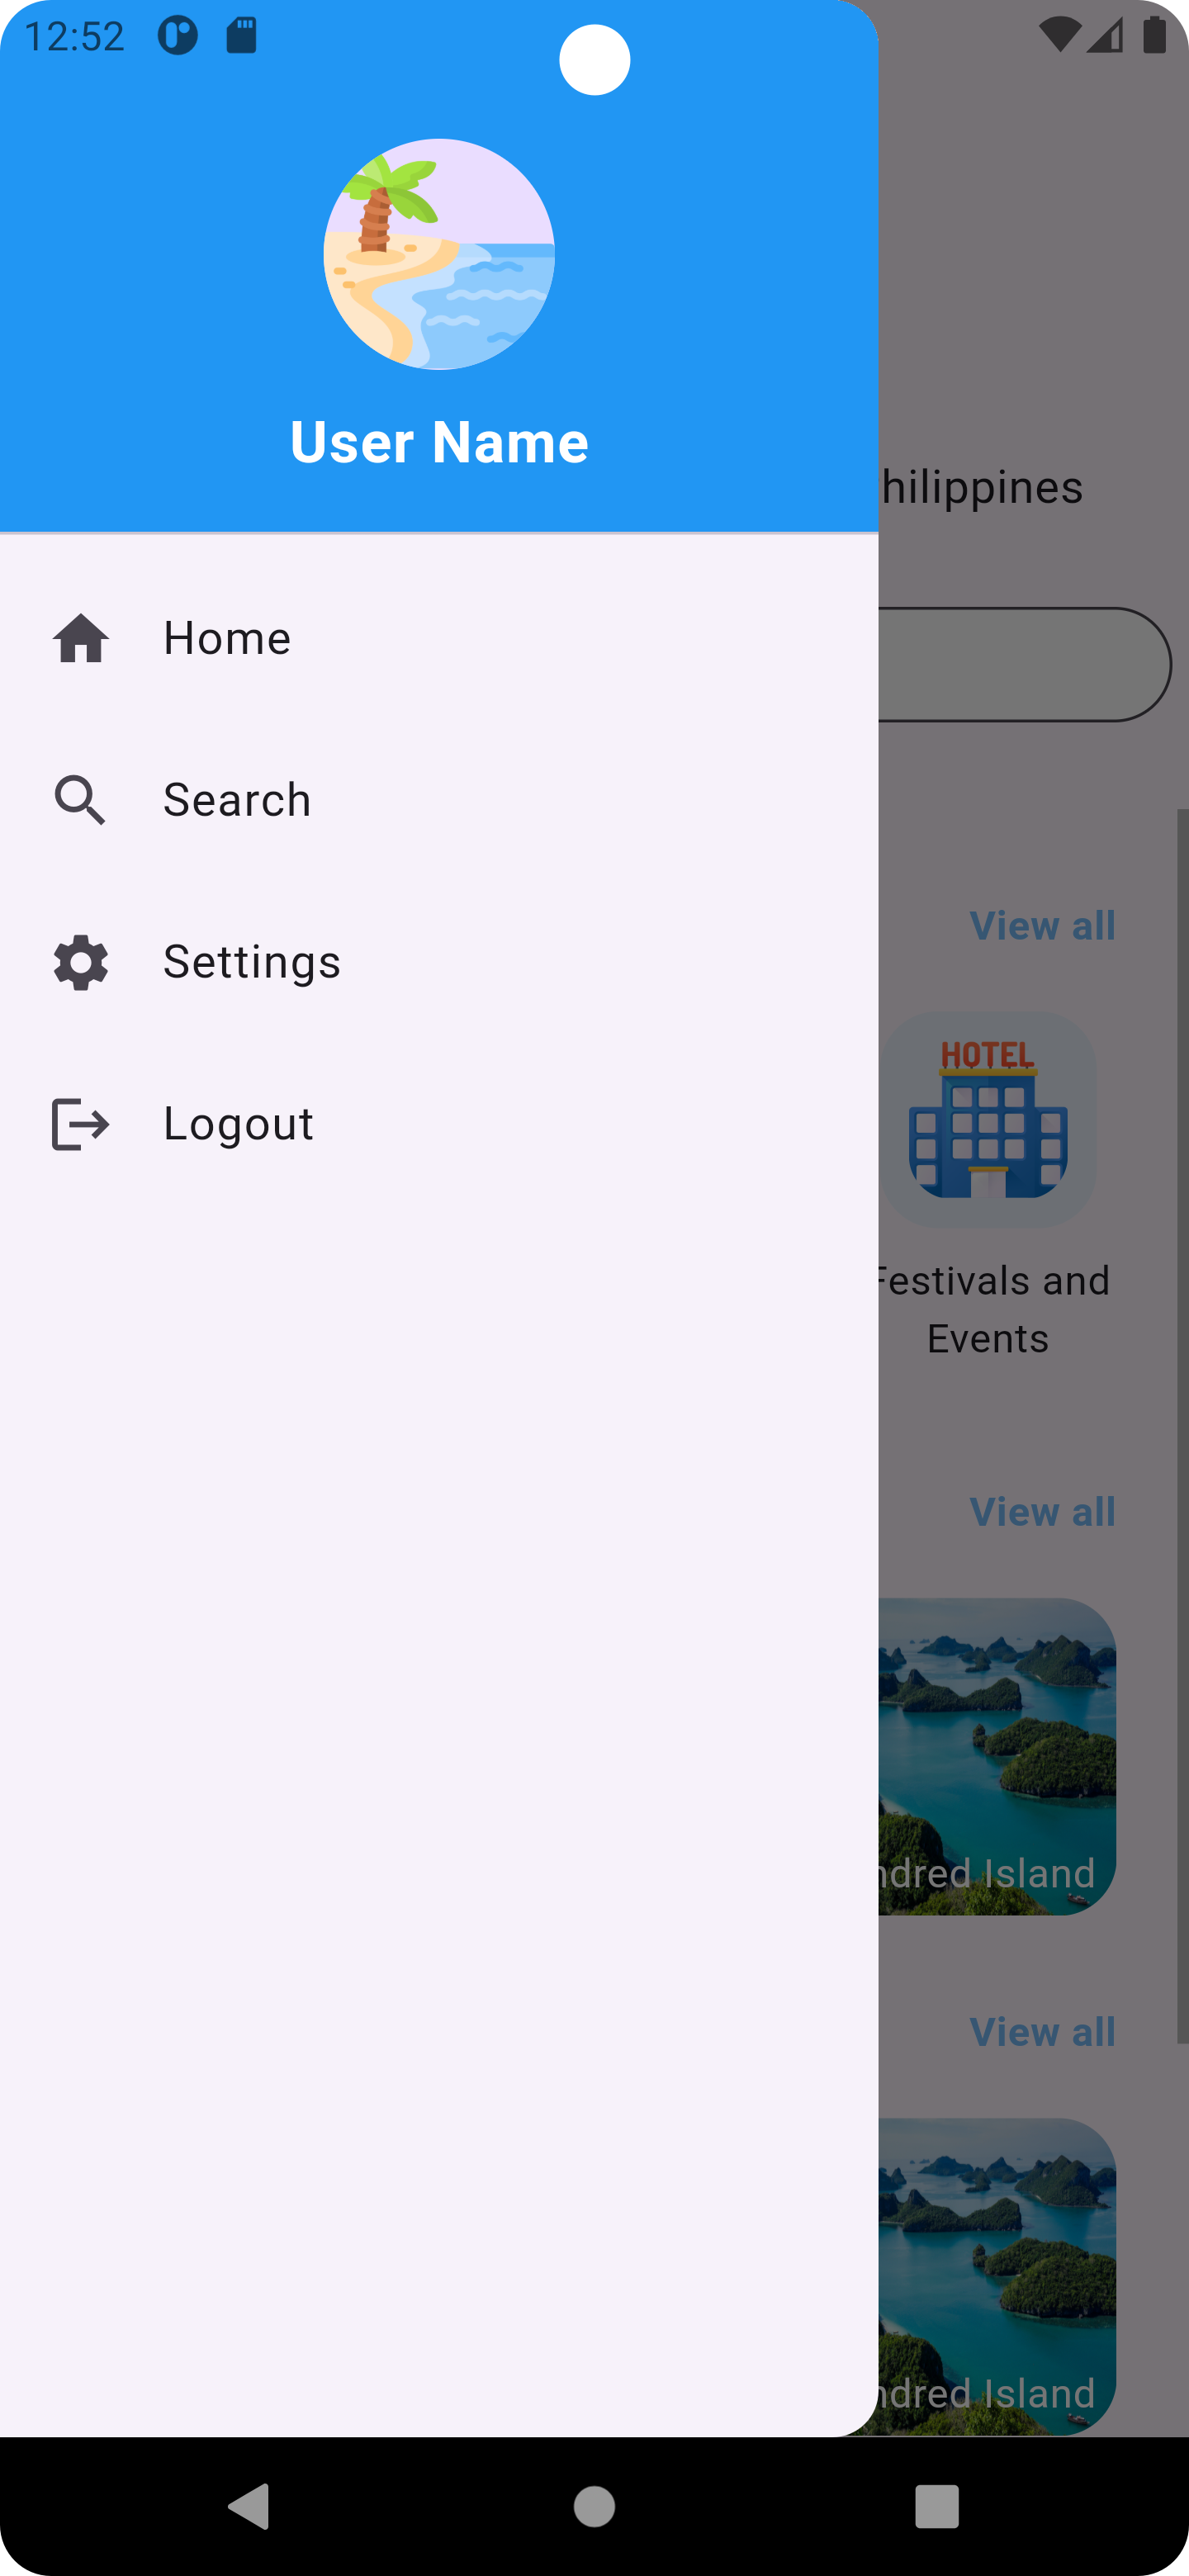 12:52
User Name
hilippines
Home
Search
View all
Settings
HOTEL
Logout
Festivals and
Events
View all
ndred Island
View all
ndred Island